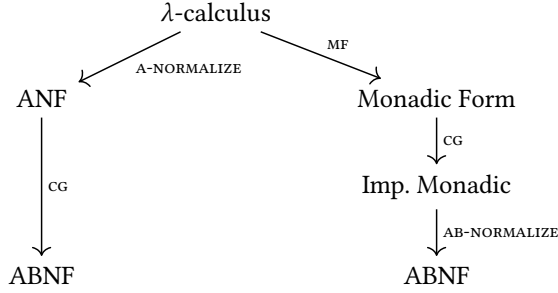 λ-calculus
A-NORMALIZE
MF
ANF
Monadic Form
CG
CG
Imp. Monadic
AB-NORMALIZE
ABNF
ABNF